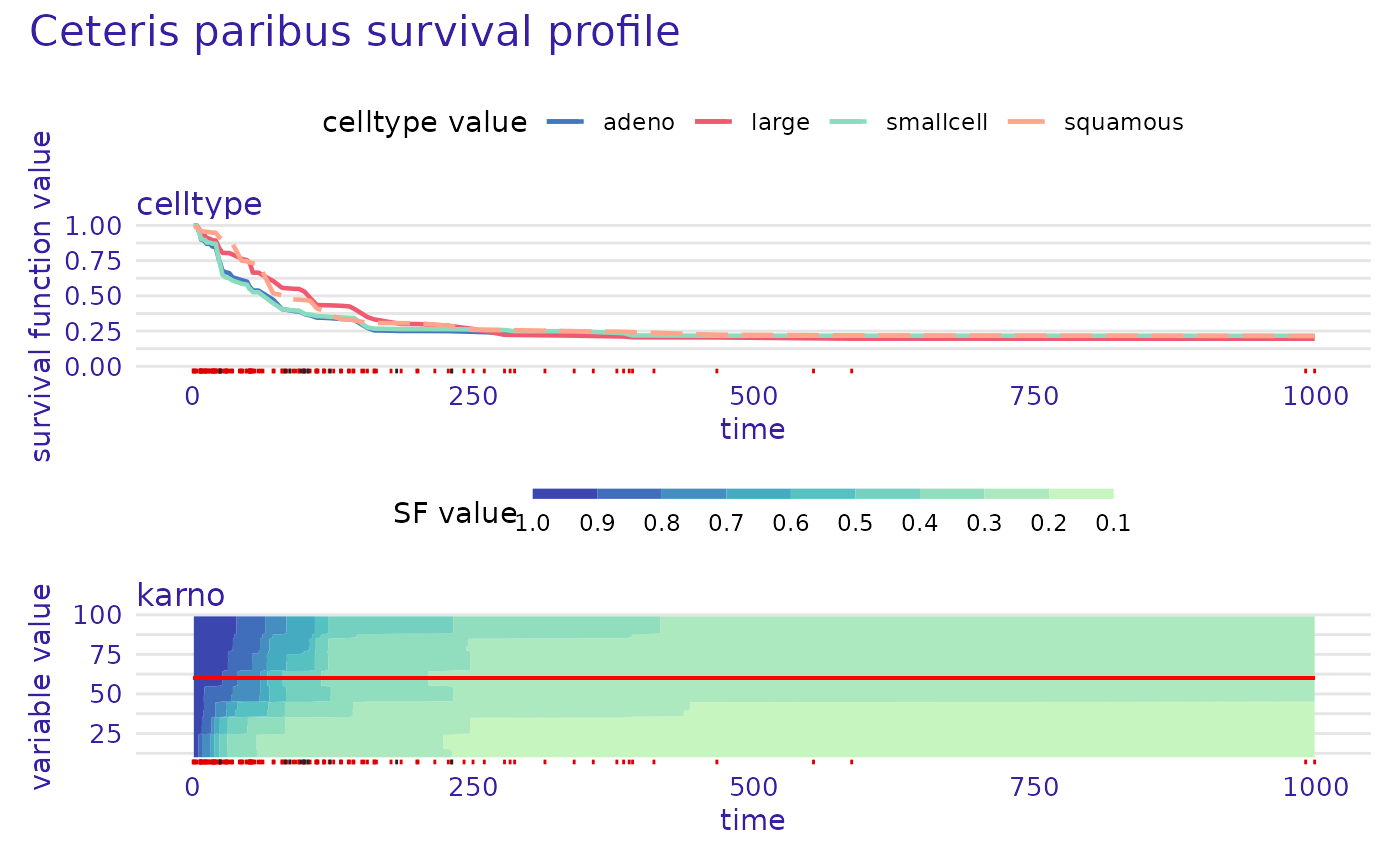 Ceteris paribus survival profile
celltype value adeno large smallcell squamous
survival function value
celltype
1.00
0.75
0.50
0.25
0.00
0 250 500 750 1000
time
SF value
1.0 0.9 0.8 0.7 0.6 0.5 0.4 0.3 0.2 0.1
variable value
karno
100
75
50
25
0 250 500 750 1000
time